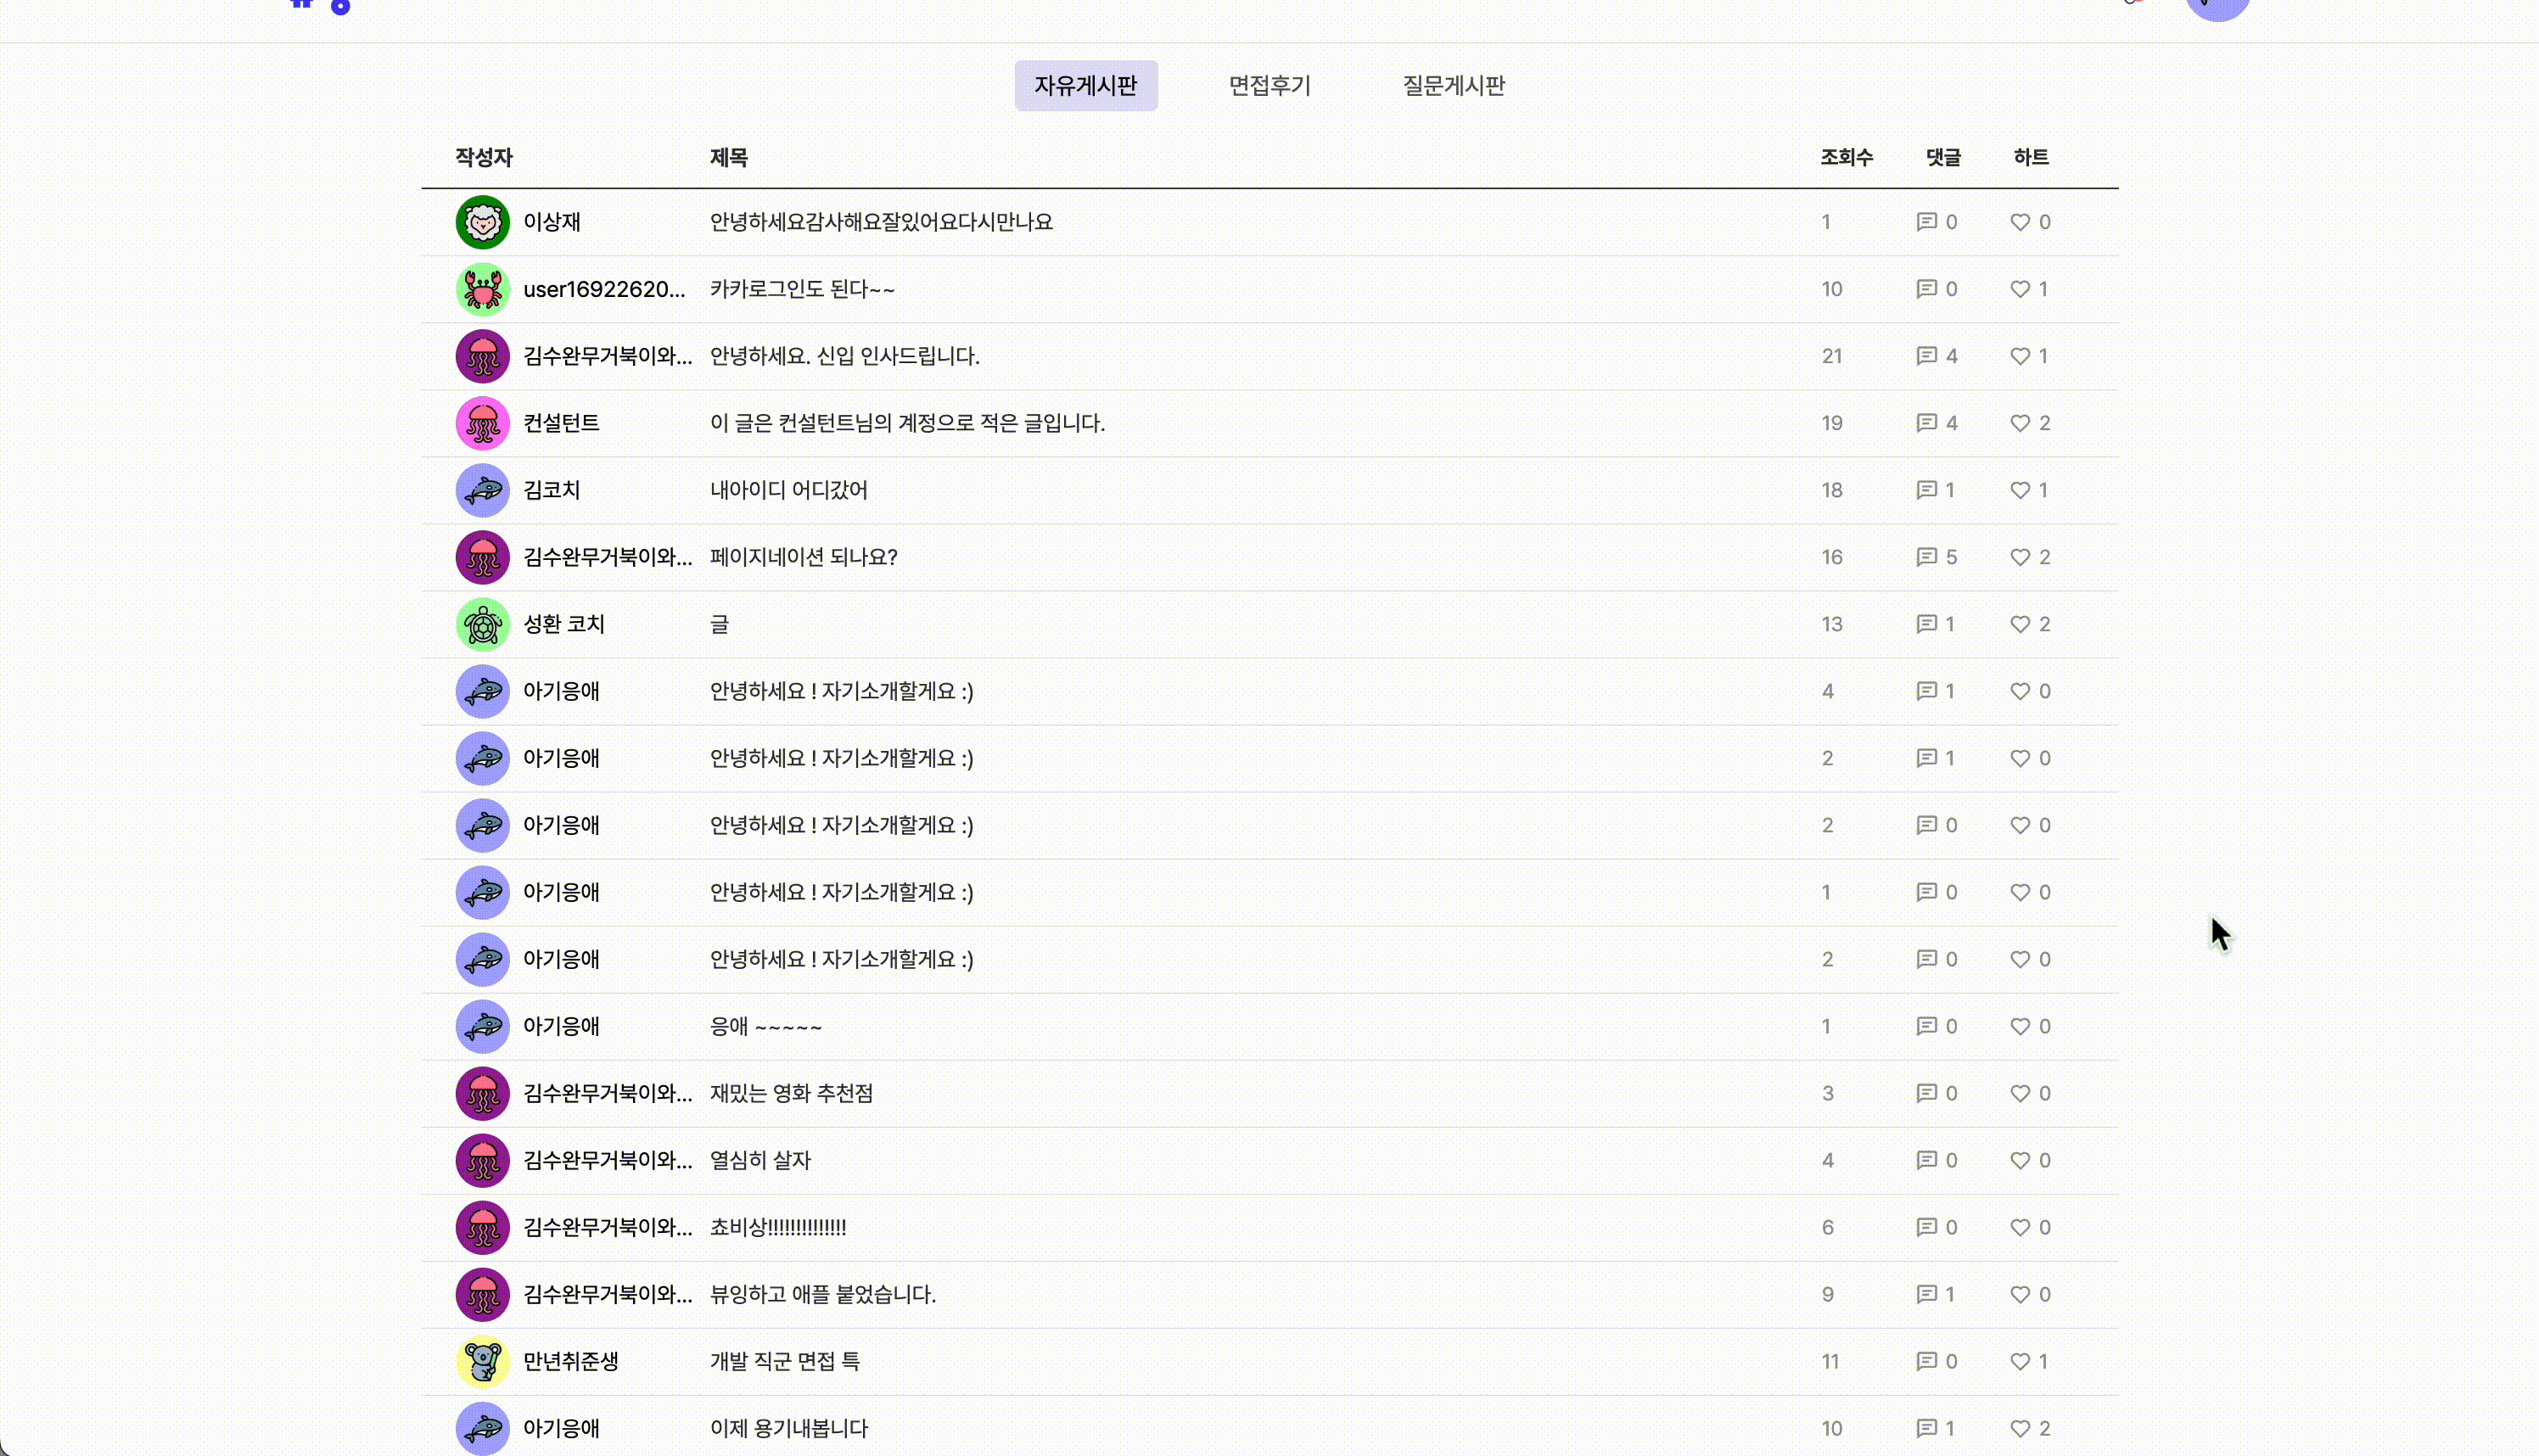 자유게시판 면접후기 질문게시판
작성자 제목 조회수 댓글 하트
이상재 안녕하세요감사해요잘있어요다시만나요 1 0 0
user16922620... 카카로그인도 된다~~ 10 0 1
김수완무거북이와... 안녕하세요. 신입 인사드립니다. 21 4 1
컨설턴트 이 글은 컨설턴트님의 계정으로 적은 글입니다. 19 4 2
김코치 내아이디 어디갔어 18 1 1
김수완무거북이와... 페이지네이션 되나요? 16 5 2
성환 코치 글 13 1 2
아기응애 안녕하세요 ! 자기소개할게요 :) 4 1 0
아기응애 안녕하세요 ! 자기소개할게요 :) 2 1 0
아기응애 안녕하세요 ! 자기소개할게요 :) 2 0 0
아기응애 안녕하세요 ! 자기소개할게요 :) 1 0 0
아기응애 안녕하세요 ! 자기소개할게요 :) 2 0 0
아기응애 응애 ~~~~~ 1 0 0
김수완무거북이와... 재밌는 영화 추천점 3 0 0
김수완무거북이와... 열심히 살자 4 0 0
김수완무거북이와... 쵸비상!!!!!!!!!!!!!! 6 0 0
김수완무거북이와... 뷰잉하고 애플 붙었습니다. 9 1 0
만년취준생 개발 직군 면접 특 11 0 1
아기응애 이제 용기내봅니다 10 1 2